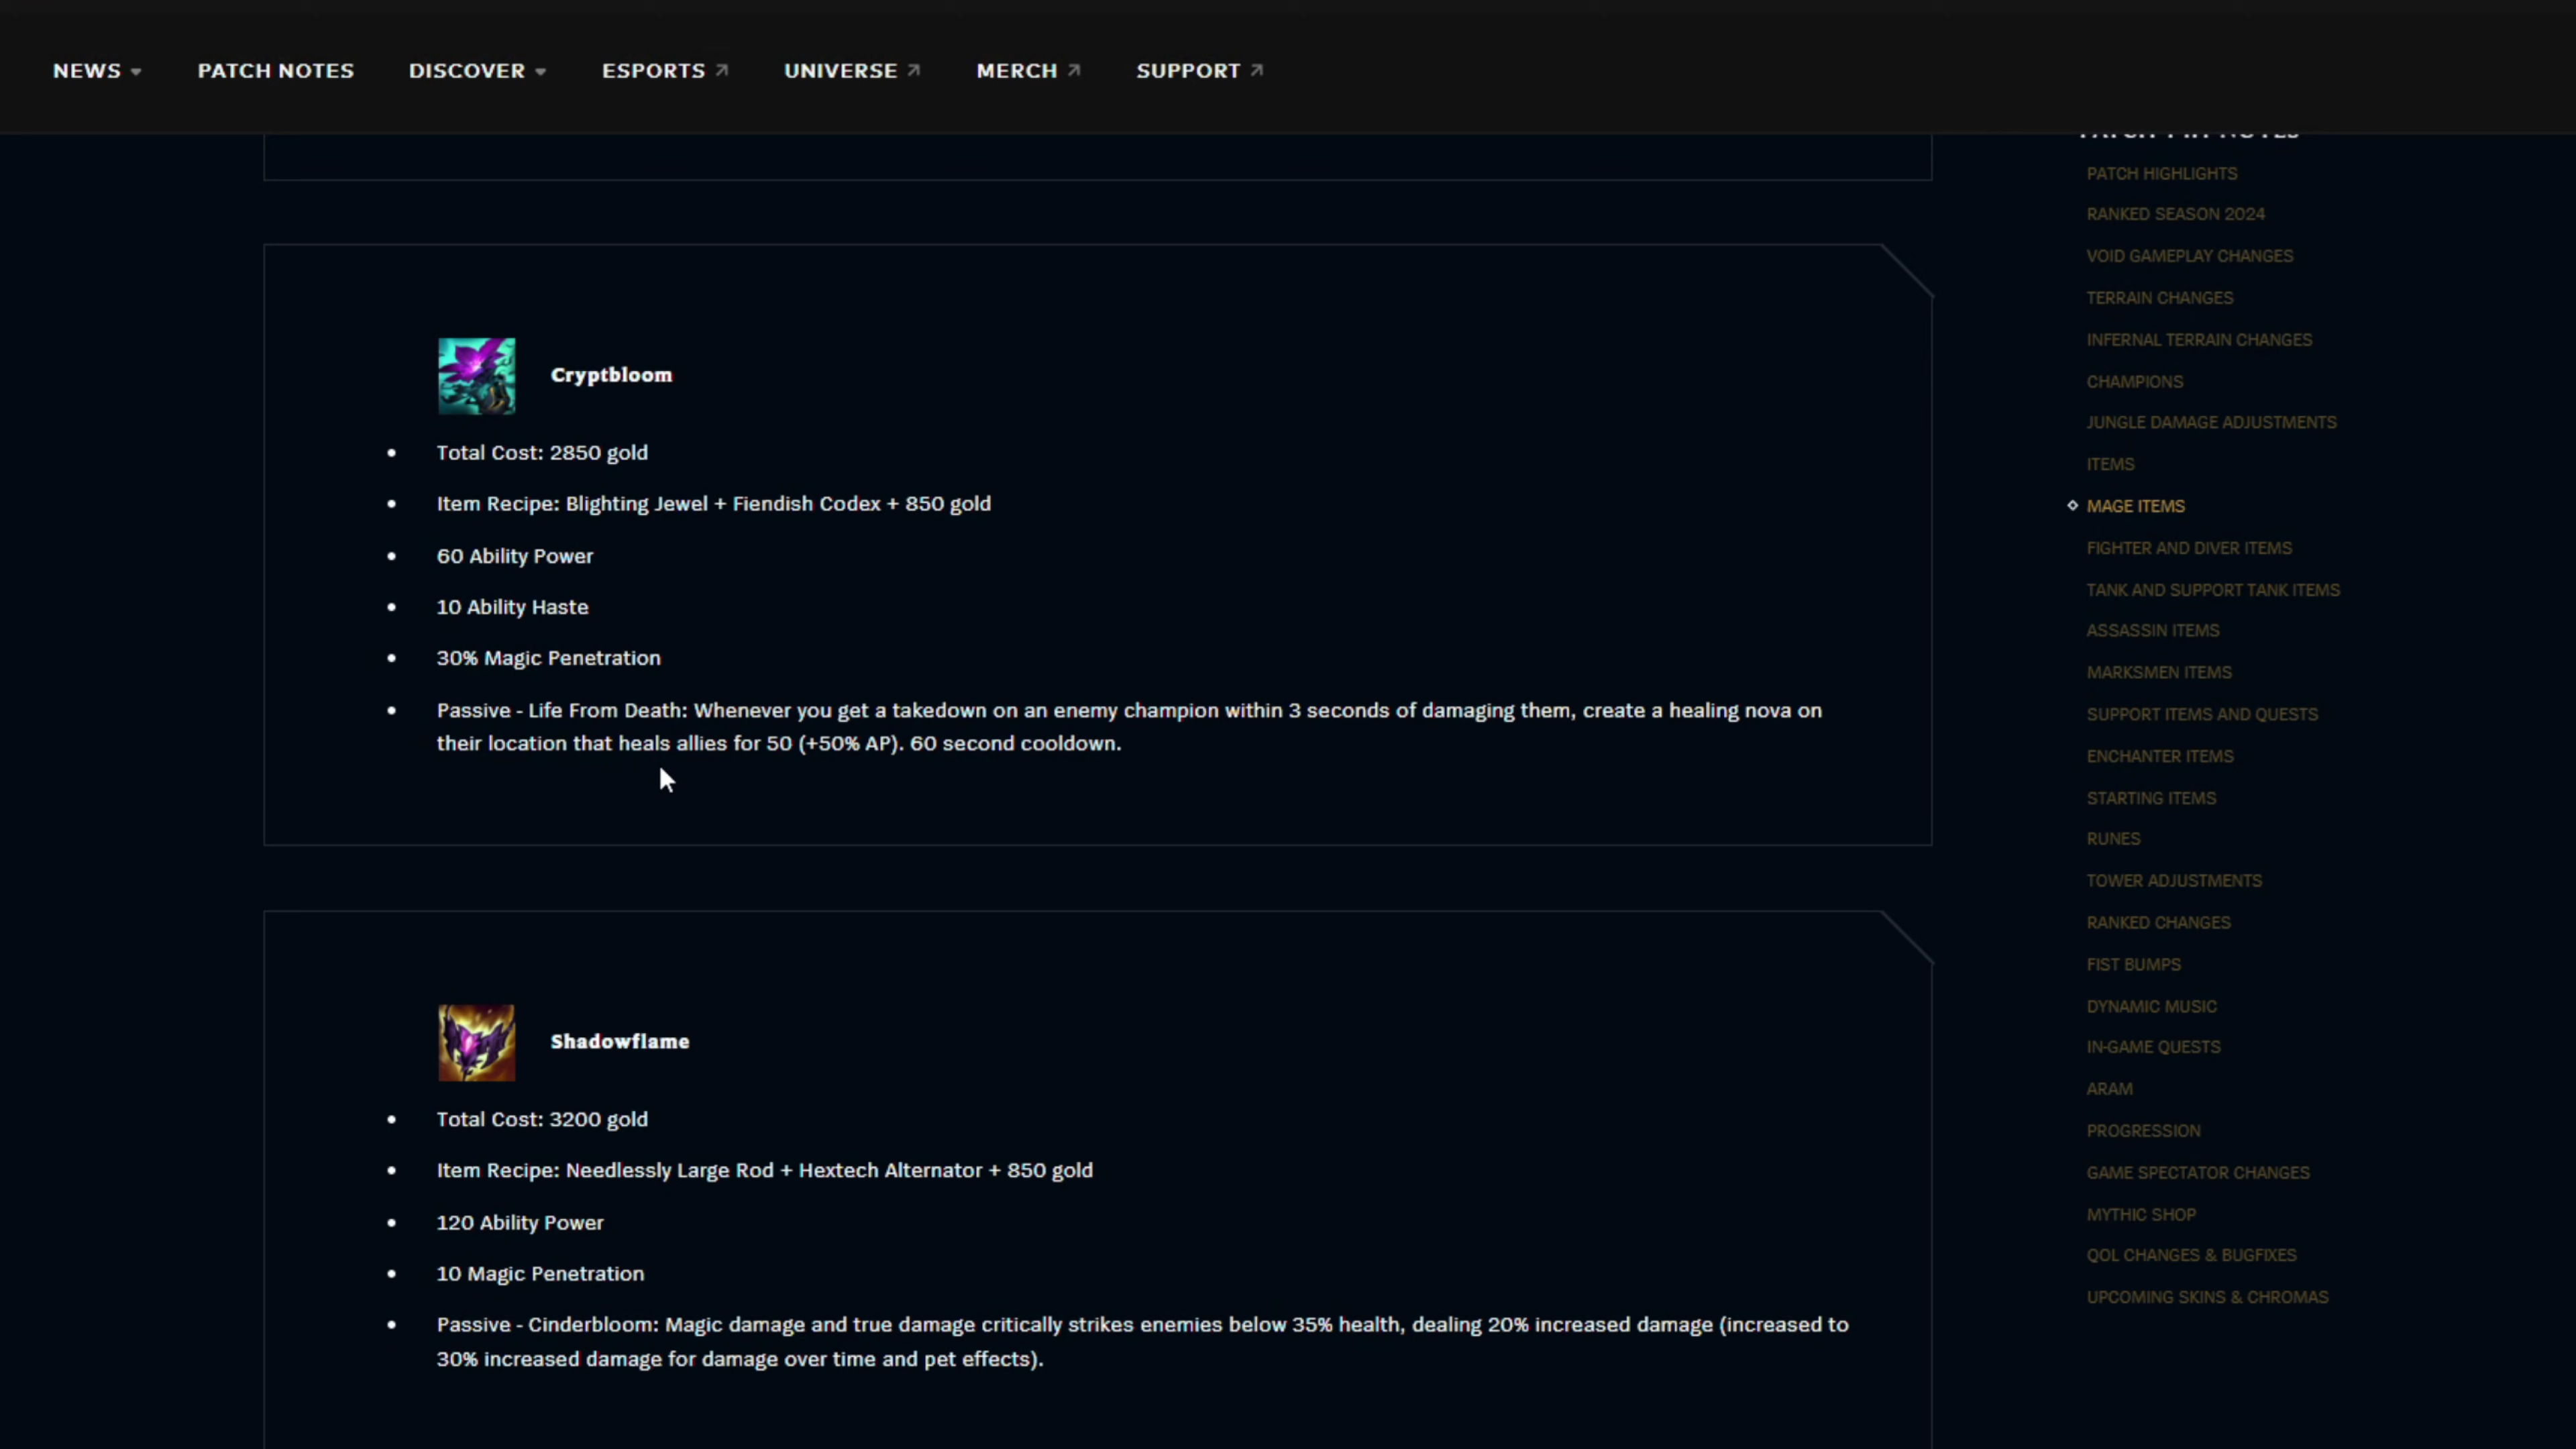 NEWS
PATCH NOTES
DISCOVER
ESPORTS
UNIVERSE
MERCH
SUPPORT
Cryptbloom
Total Cost: 2850 gold
Item Recipe: Blighting Jewel + Fiendish Codex + 850 gold
60 Ability Power
10 Ability Haste
30% Magic Penetration
Passive - Life From Death: Whenever you get a takedown on an enemy champion within 3 seconds of damaging them, create a healing nova on
their location that heals allies for 50 (+50% AP). 60 second cooldown.
Shadowflame
Total Cost: 3200 gold
Item Recipe: Needlessly Large Rod + Hextech Alternator + 850 gold
120 Ability Power
10 Magic Penetration
Passive - Cinderbloom: Magic damage and true damage critically strikes enemies below 35% health, dealing 20% increased damage (increased to
30% increased damage for damage over time and pet effects).
PATCH HIGHLIGHTS
RANKED SEASON 2024
VOID GAMEPLAY CHANGES
TERRAIN CHANGES
INFERNAL TERRAIN CHANGES
CHAMPIONS
JUNGLE DAMAGE ADJUSTMENTS
ITEMS
MAGE ITEMS
FIGHTER AND DIVER ITEMS
TANK AND SUPPORT TANK ITEMS
ASSASSIN ITEMS
MARKSMEN ITEMS
SUPPORT ITEMS AND QUESTS
ENCHANTER ITEMS
STARTING ITEMS
RUNES
TOWER ADJUSTMENTS
RANKED CHANGES
FIST BUMPS
DYNAMIC MUSIC
IN-GAME QUESTS
ARAM
PROGRESSION
GAME SPECTATOR CHANGES
MYTHIC SHOP
QOL CHANGES & BUGFIXES
UPCOMING SKINS & CHROMAS